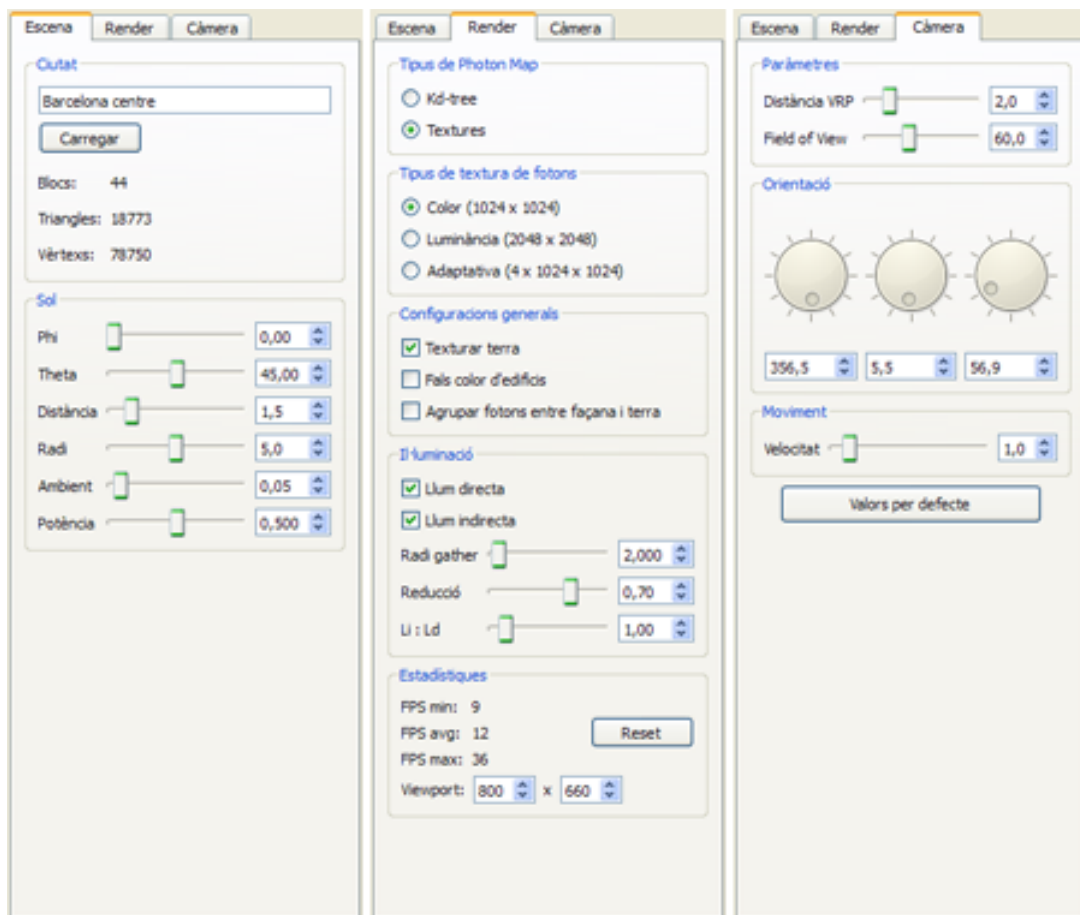 Escena Render Càmera
Ciutat
Barcelona centre
Carregar
Blocs: 44
Triangles: 18773
Vèrtexs: 78750
Sol
Phi 0,00
Theta 45,00
Distància 1,5
Radi 5,0
Ambient 0,05
Potència 0,500
Escena Render Càmera
Tipus de Photon Map
Kd-tree
Textures
Tipus de textura de fotons
Color (1024 x 1024)
Luminància (2048 x 2048)
Adaptativa (4 x 1024 x 1024)
Configuracions generals
Texturar terra
Fals color d'edificis
Agrupar fotons entre façana i terra
Il·luminació
Llum directa
Llum indirecta
Radi gather 2,000
Reducció 0,70
Li : Ld 1,00
Estadístiques
FPS min: 9
FPS avg: 12
Reset
FPS max: 36
Viewport: 800 x 660
Escena Render Càmera
Paràmetres
Distància VRP 2,0
Field of View 60,0
Orientació
356,5 5,5 56,9
Moviment
Velocitat 1,0
Valors per defecte